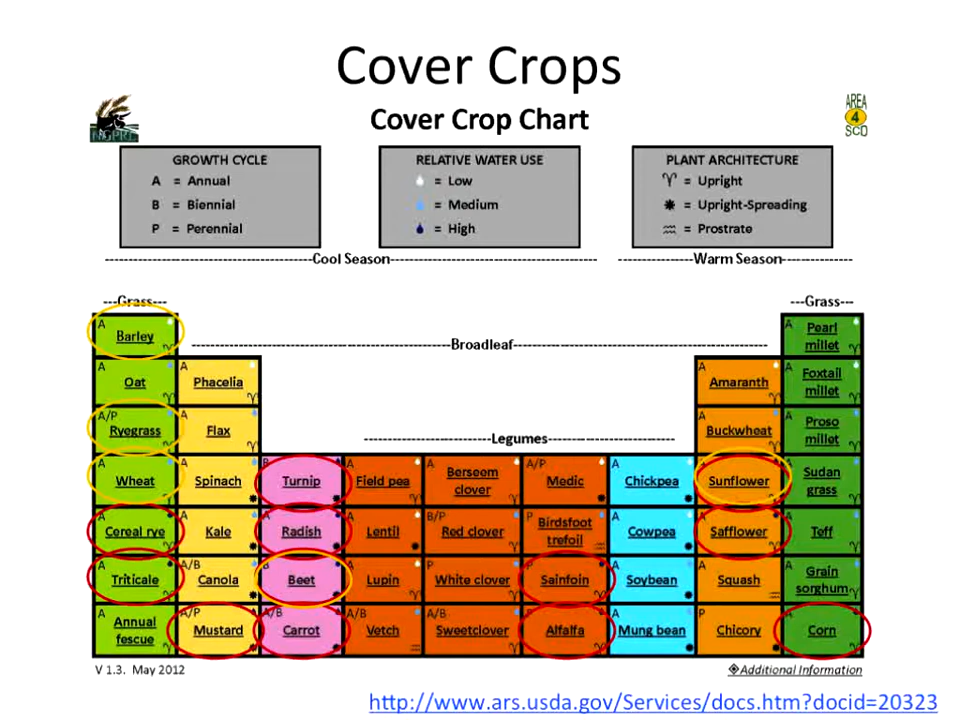 Cover Crops
Cover Crop Chart
NGPRL
AREA
4
SCD
GROWTH CYCLE
A = Annual
B = Biennial
P = Perennial
RELATIVE WATER USE
= Low
= Medium
= High
PLANT ARCHITECTURE
= Upright
= Upright-Spreading
= Prostrate
Cool Season
Warm Season
---Grass---
---Grass---
A Barley
Broadleaf
A Pearl
millet
A Oat
A Phacelia
A Amaranth
A Foxtail
millet
A/P Ryegrass
A Flax
Legumes
A Buckwheat
A Proso
millet
A Wheat
A Spinach
B Turnip
A Field pea
A Berseem
clover
A/P Medic
A Chickpea
A Sunflower
A Sudan
grass
A Cereal rye
A Kale
A Radish
A Lentil
B/P Red clover
P Birdsfoot
trefoil
A Cowpea
A Safflower
A Teff
A Triticale
A/B Canola
B Beet
A Lupin
P White clover
P Sainfoin
A Soybean
A Squash
A Grain
sorghum
A Annual
fescue
A/P Mustard
A/B Carrot
A/B Vetch
A/B Sweetclover
P Alfalfa
A Mung bean
P Chicory
A Corn
V 1.3. May 2012
Additional Information
http://www.ars.usda.gov/Services/docs.htm?docid=20323